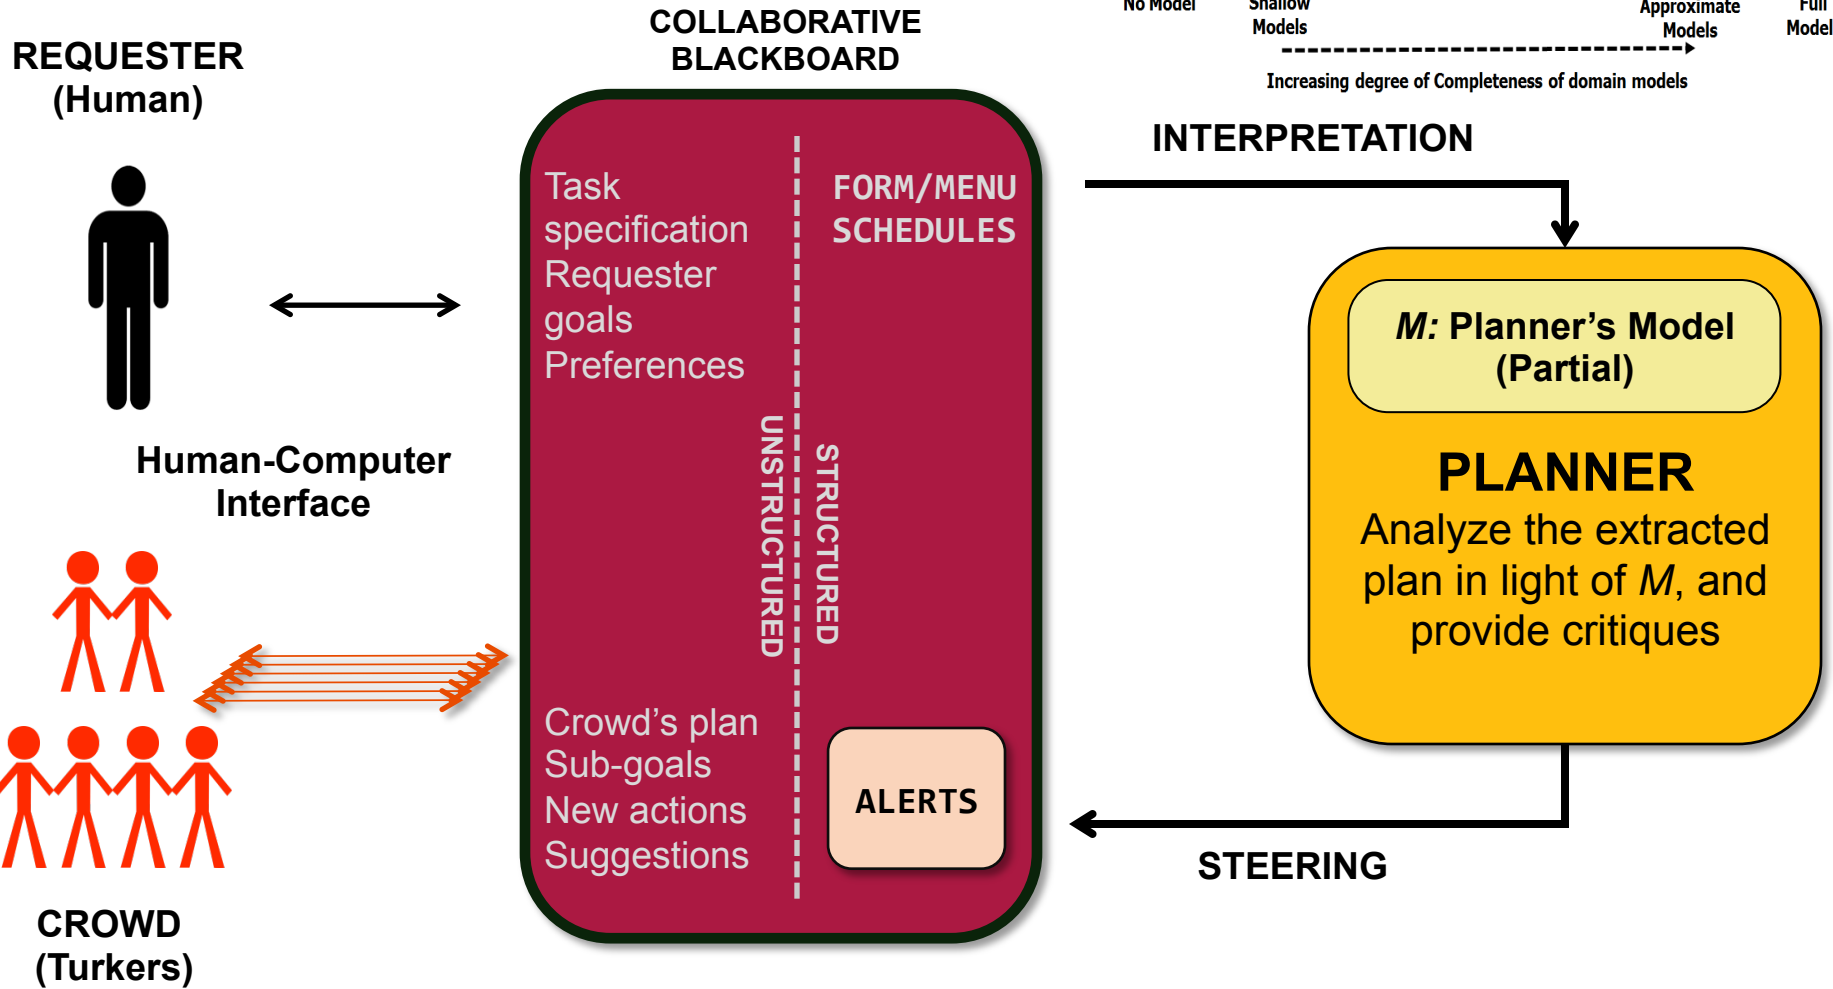 REQUESTER
(Human)
Human-Computer
Interface
CROWD
(Turkers)
COLLABORATIVE
BLACKBOARD
Task
specification
Requester
goals
Preferences
UNSTRUCTURED
Crowd's plan
Sub-goals
New actions
Suggestions
FORM/MENU
SCHEDULES
STRUCTURED
ALERTS
No Model
Shallow
Models
Approximate
Models
Full
Model
Increasing degree of Completeness of domain models
INTERPRETATION
M: Planner's Model
(Partial)
PLANNER
Analyze the extracted
plan in light of M, and
provide critiques
STEERING